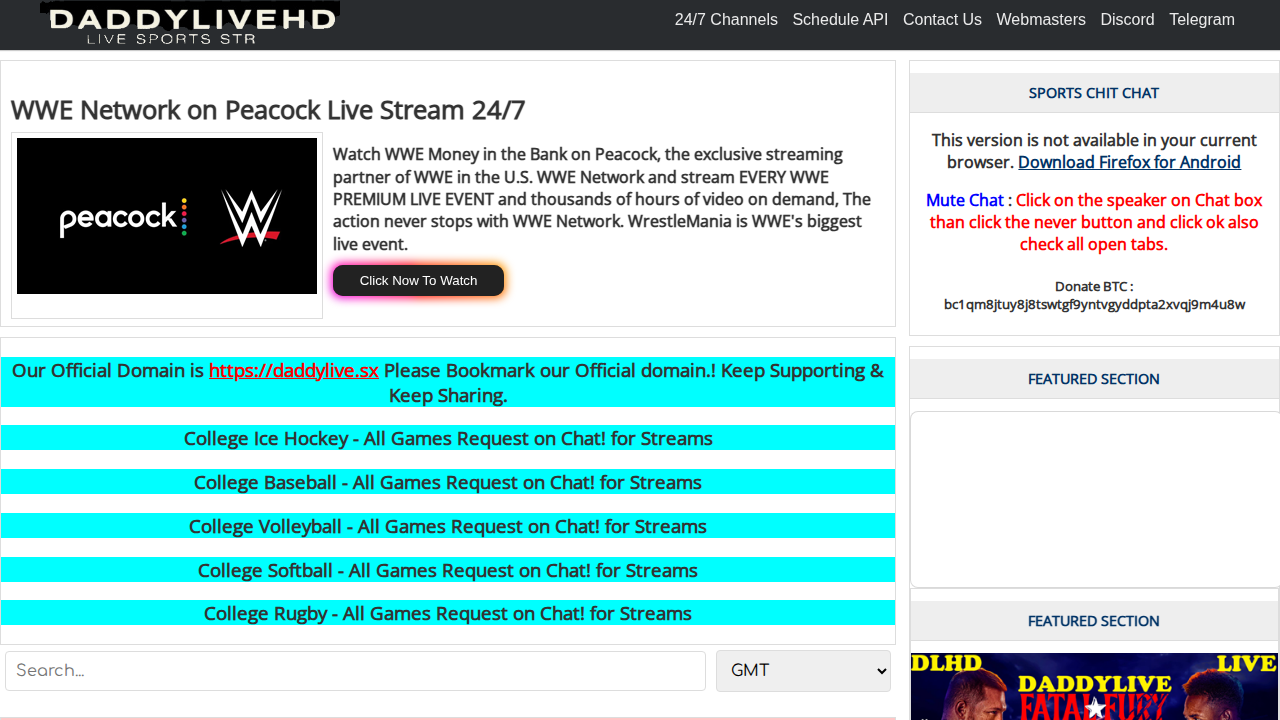 DADDYLIVEHD
LIVE SPORTS STR
24/7 Channels Schedule API Contact Us Webmasters Discord Telegram
WWE Network on Peacock Live Stream 24/7
peacock
Watch WWE Money in the Bank on Peacock, the exclusive streaming
partner of WWE in the U.S. WWE Network and stream EVERY WWE
PREMIUM LIVE EVENT and thousands of hours of video on demand, The
action never stops with WWE Network. WrestleMania is WWE's biggest
live event.
Click Now To Watch
Our Official Domain is https://daddylive.sx Please Bookmark our Official domain.! Keep Supporting &
Keep Sharing.
College Ice Hockey - All Games Request on Chat! for Streams
College Baseball - All Games Request on Chat! for Streams
College Volleyball - All Games Request on Chat! for Streams
College Softball - All Games Request on Chat! for Streams
College Rugby - All Games Request on Chat! for Streams
Search...
GMT
SPORTS CHIT CHAT
This version is not available in your current
browser. Download Firefox for Android
Mute Chat : Click on the speaker on Chat box
than click the never button and click ok also
check all open tabs.
Donate BTC :
bc1qm8jtuy8j8tswtgf9yntvgyddpta2xvqj9m4u8w
FEATURED SECTION
FEATURED SECTION
DLHD LIVE
DADDYLIVE
FATAL FURY